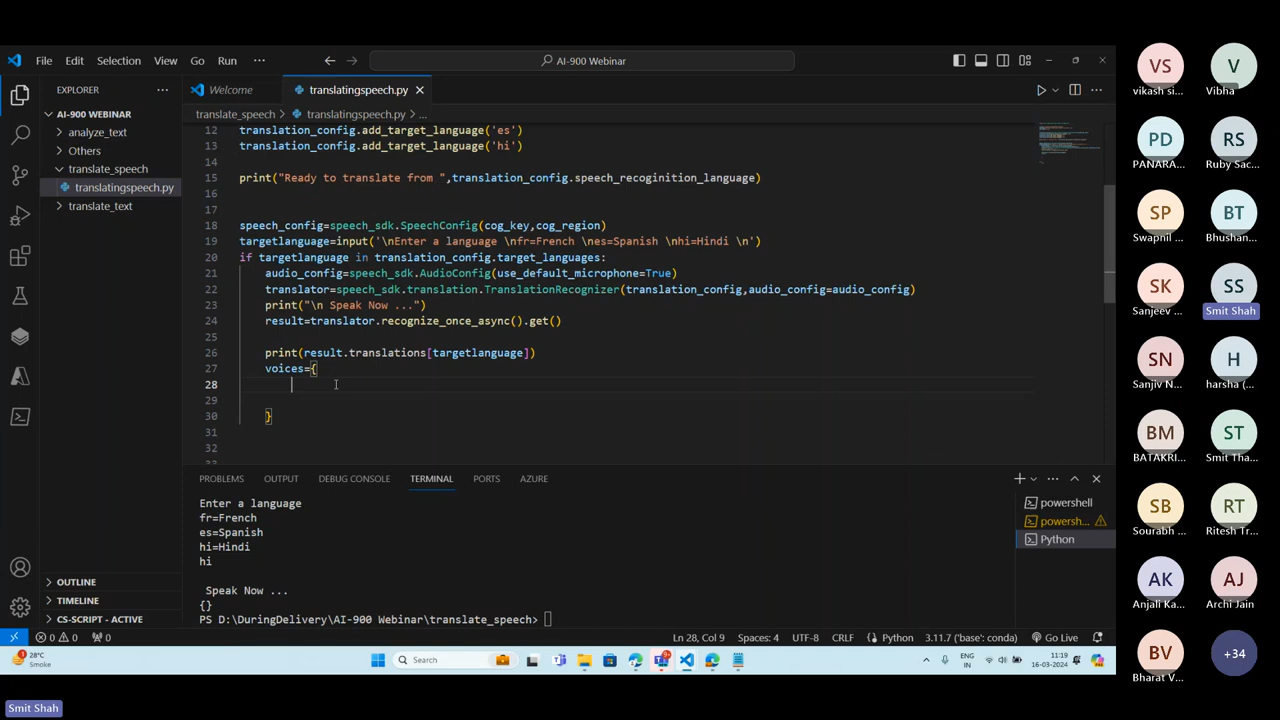 File Edit Selection View Go Run ··· AI-900 Webinar
EXPLORER ···
Welcome translatingspeech.py
AI-900 WEBINAR
analyze_text
Others
translate_speech
translatingspeech.py
translate_text
OUTLINE
TIMELINE
CS-SCRIPT - ACTIVE
translate_speech > translatingspeech.py > ...
12 translation_config.add_target_language('es')
13 translation_config.add_target_language('hi')
14
15 print("Ready to translate from ",translation_config.speech_recoginition_language)
16
17
18 speech_config=speech_sdk.SpeechConfig(cog_key,cog_region)
19 targetlanguage=input('\nEnter a language \nfr=French \nes=Spanish \nhi=Hindi \n')
20 if targetlanguage in translation_config.target_languages:
21 audio_config=speech_sdk.AudioConfig(use_default_microphone=True)
22 translator=speech_sdk.translation.TranslationRecognizer(translation_config,audio_config=audio_config)
23 print("\n Speak Now ...")
24 result=translator.recognize_once_async().get()
25
26 print(result.translations[targetlanguage])
27 voices={
28
29
30 }
31
32
PROBLEMS OUTPUT DEBUG CONSOLE TERMINAL PORTS AZURE
Enter a language
fr=French
es=Spanish
hi=Hindi
hi
Speak Now ...
{}
PS D:\DuringDelivery\AI-900 Webinar\translate_speech>
powershell
powersh...
Python
0 0 0 Ln 28, Col 9 Spaces: 4 UTF-8 CRLF Python 3.11.7 ('base': conda) Go Live
28°C
Smoke
Search
9+
ENG
IN
11:19
16-03-2024
Smit Shah
VS V
vikash si... Vibha
PD RS
PANARA... Ruby Sac...
SP BT
Swapnil ... Bhushan...
SK SS
Sanjeev ... Smit Shah
SN H
Sanjiv N... harsha (...
BM ST
BATAKRI... Smit Tha...
SB RT
Sourabh ... Ritesh Tr...
AK AJ
Anjali Ka... Archi Jain
BV +34
Bharat V...